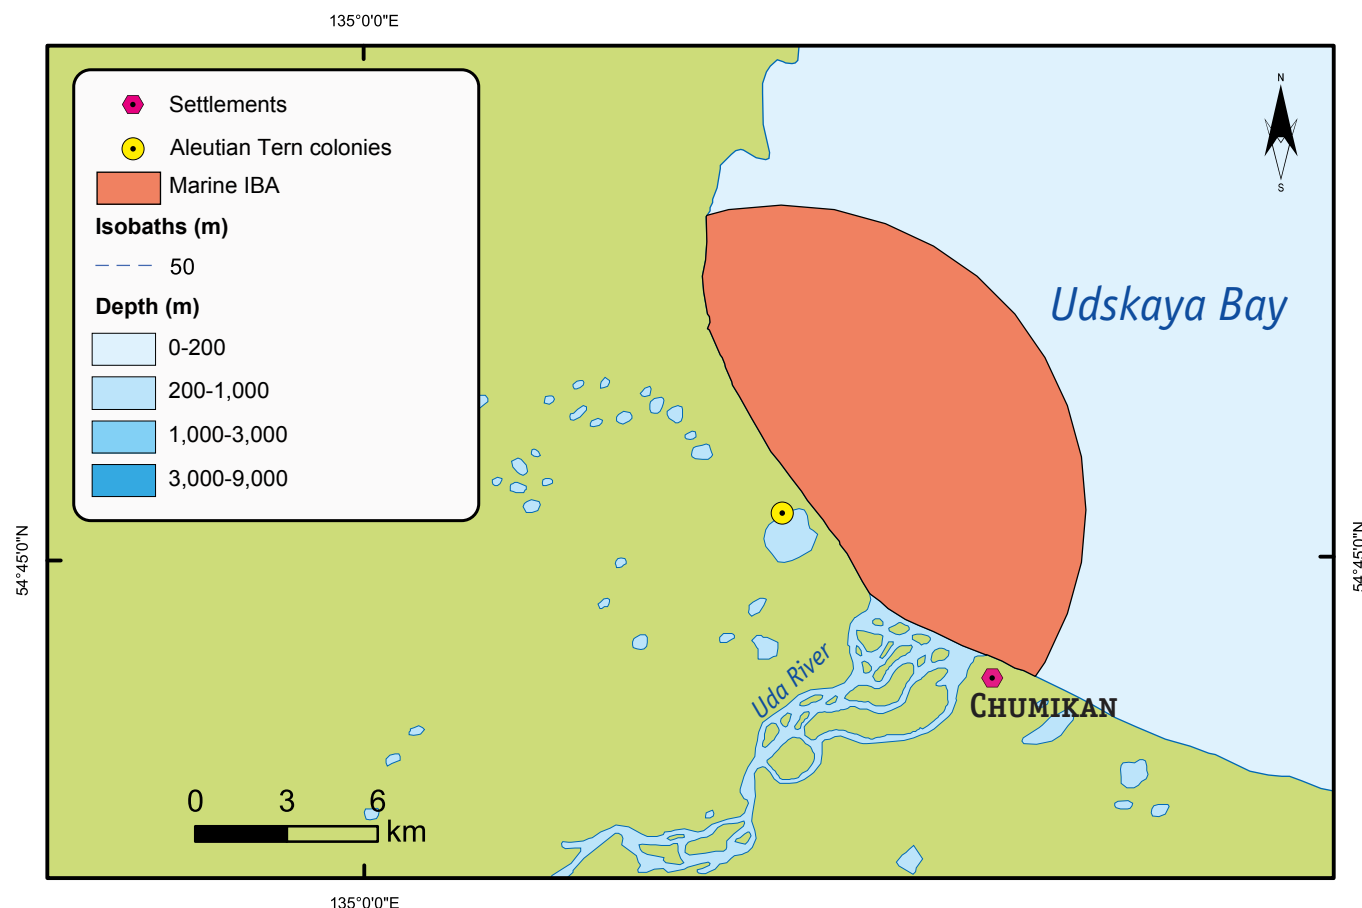 135°0'0"E
N
S
Settlements
Aleutian Tern colonies
Marine IBA
Isobaths (m)
50
Depth (m)
0-200
200-1,000
1,000-3,000
3,000-9,000
Udskaya Bay
54°45'0"N
54°45'0"N
Uda River
CHUMIKAN
0 3 6
km
135°0'0"E